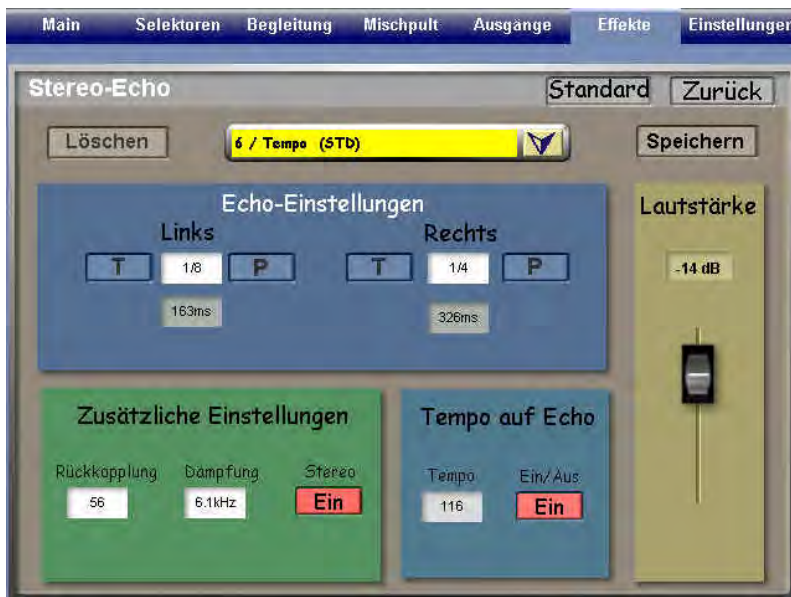 Main Selektoren Begleitung Mischpult Ausgänge Effekte Einstellungen
Stereo-Echo Standard Zurück
Löschen 6 / Tempo (STD) Speichern
Echo-Einstellungen Lautstärke
Links Rechts
T 1/8 P T 1/4 P -14 dB
163ms 326ms
Zusätzliche Einstellungen Tempo auf Echo
Rückkopplung Dämpfung Stereo Tempo Ein/Aus
56 6.1kHz Ein 116 Ein